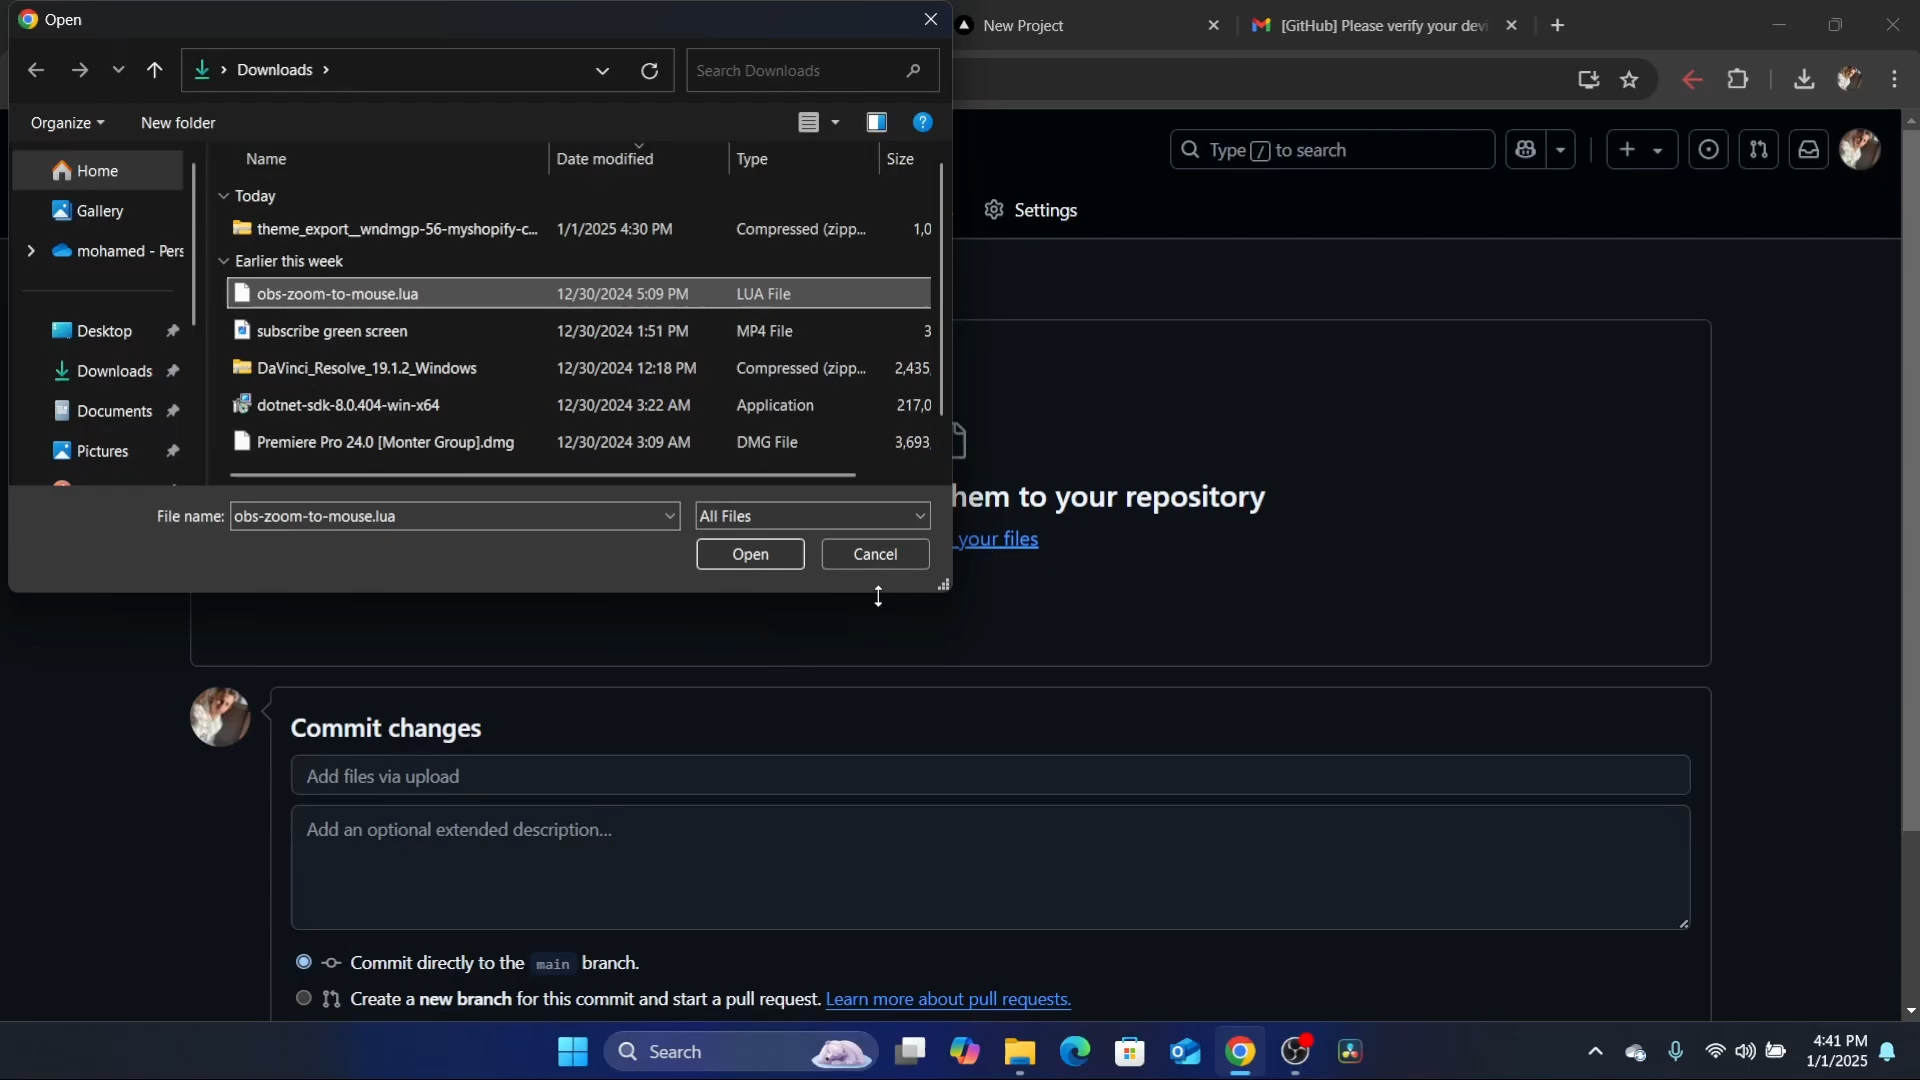 Open
New Project
[GitHub] Please verify your devi
Downloads
Search Downloads
Organize
New folder
Type / to search
Settings
Home
Gallery
mohamed - Pers
Desktop
Downloads
Documents
Pictures
Name
Date modified
Type
Size
Today
theme_export__wndmgp-56-myshopify-c...
1/1/2025 4:30 PM
Compressed (zipp...
1,0
Earlier this week
obs-zoom-to-mouse.lua
12/30/2024 5:09 PM
LUA File
subscribe green screen
12/30/2024 1:51 PM
MP4 File
3
DaVinci_Resolve_19.1.2_Windows
12/30/2024 12:18 PM
Compressed (zipp...
2,435,
dotnet-sdk-8.0.404-win-x64
12/30/2024 3:22 AM
Application
217,0
Premiere Pro 24.0 [Monter Group].dmg
12/30/2024 3:09 AM
DMG File
3,693,
File name:
obs-zoom-to-mouse.lua
All Files
Open
Cancel
hem to your repository
your files
Commit changes
Add files via upload
Add an optional extended description...
Commit directly to the main branch.
Create a new branch for this commit and start a pull request. Learn more about pull requests.
Search
4:41 PM
1/1/2025